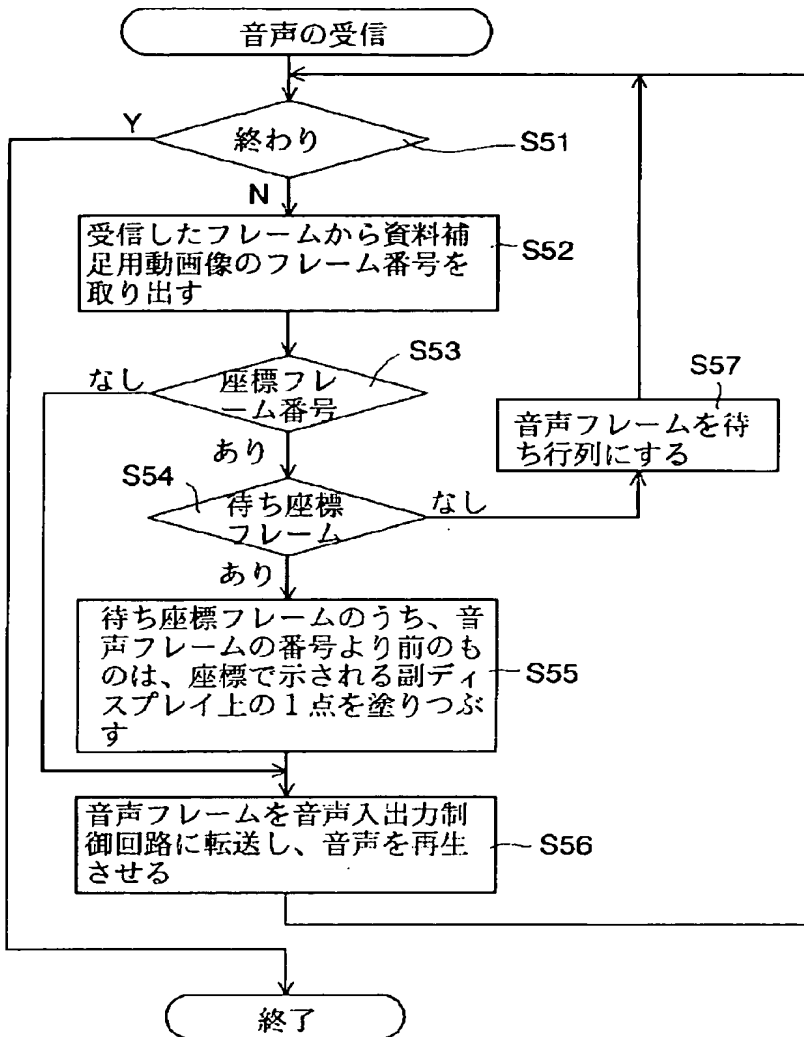 音声の受信
Y
終わり
S51
N
受信したフレームから資料補
足用動画像のフレーム番号を
取り出す
S52
S53
なし
座標フレ
ーム番号
S57
音声フレームを待
ち行列にする
あり
S54
待ち座標
フレーム
なし
あり
待ち座標フレームのうち、音
声フレームの番号より前のも
のは、座標で示される副ディ
スプレイ上の1点を塗りつぶ
す
S55
音声フレームを音声入出力制
御回路に転送し、音声を再生
させる
S56
終了